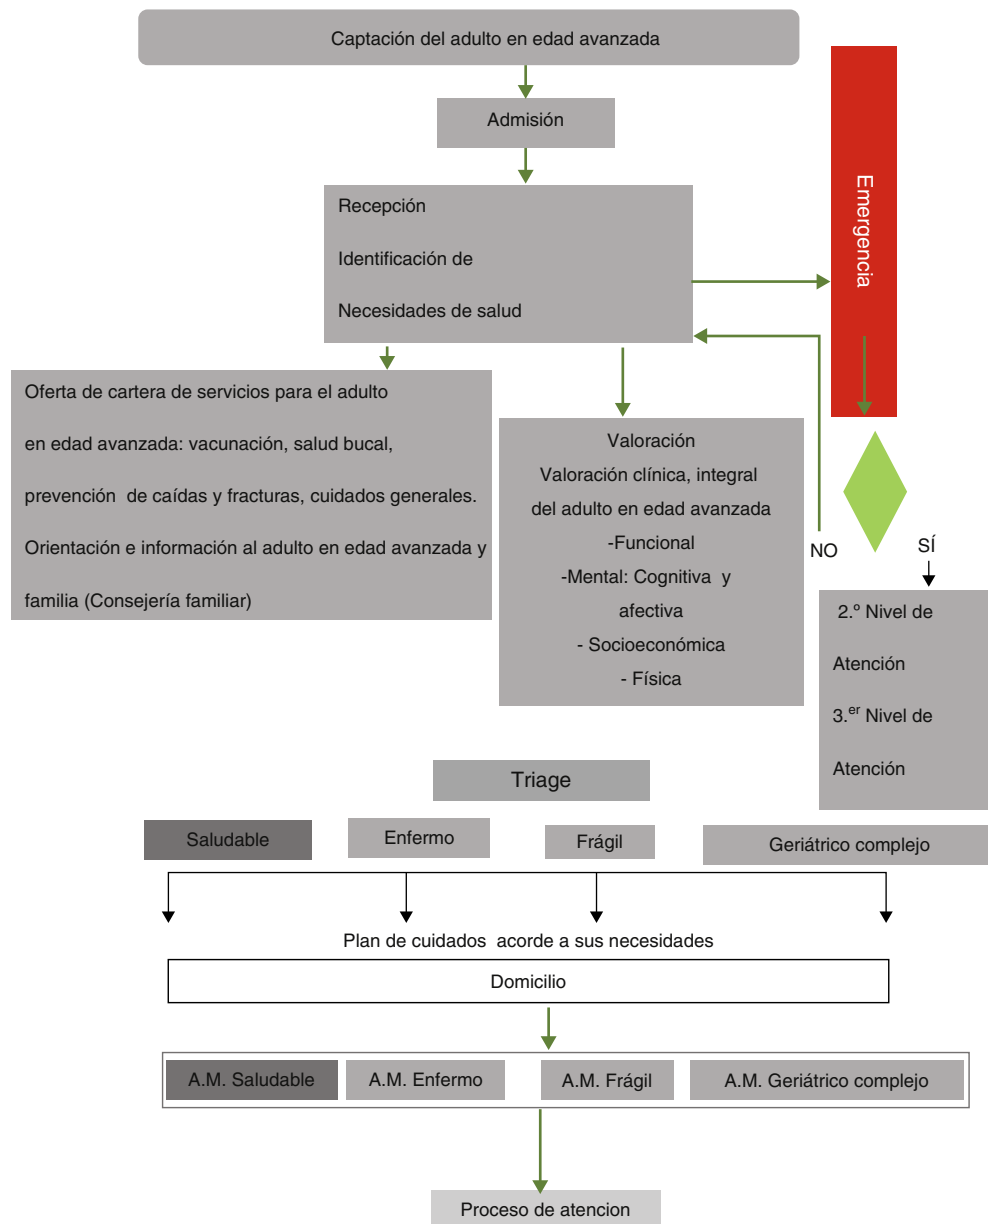 Captación del adulto en edad avanzada
Admisión
Recepción
Identificación de
Necesidades de salud
Emergencia
Oferta de cartera de servicios para el adulto
en edad avanzada: vacunación, salud bucal,
prevención de caídas y fracturas, cuidados generales.
Orientación e información al adulto en edad avanzada y
familia (Consejería familiar)
Valoración
Valoración clínica, integral
del adulto en edad avanzada
-Funcional
-Mental: Cognitiva y
afectiva
- Socioeconómica
- Física
NO
SÍ
2.º Nivel de
Atención
3.er Nivel de
Atención
Triage
Saludable
Enfermo
Frágil
Geriátrico complejo
Plan de cuidados acorde a sus necesidades
Domicilio
A.M. Saludable
A.M. Enfermo
A.M. Frágil
A.M. Geriátrico complejo
Proceso de atencion